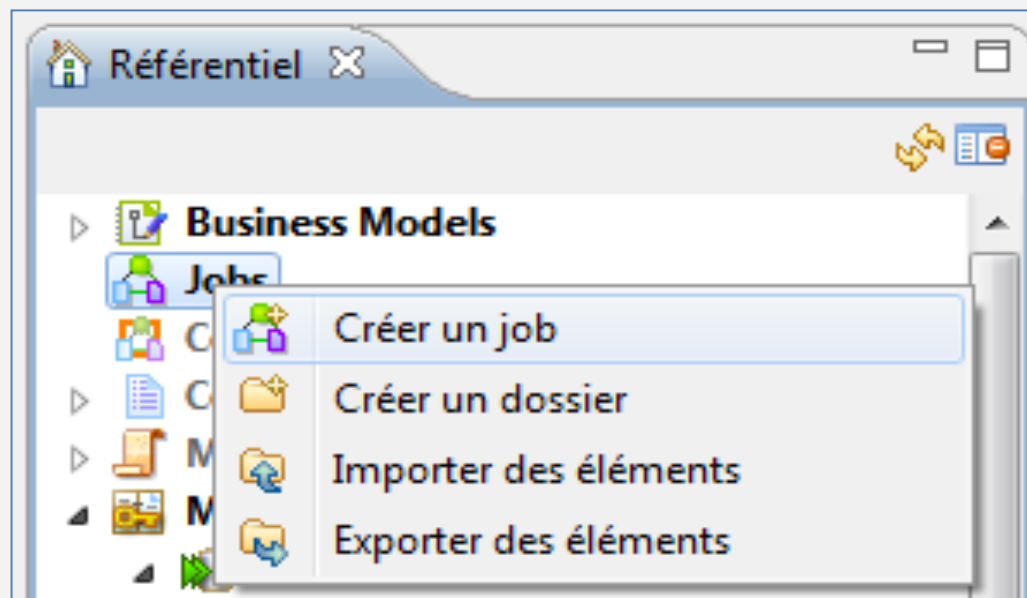 Référentiel
Business Models
Jobs
Créer un job
Créer un dossier
Importer des éléments
Exporter des éléments